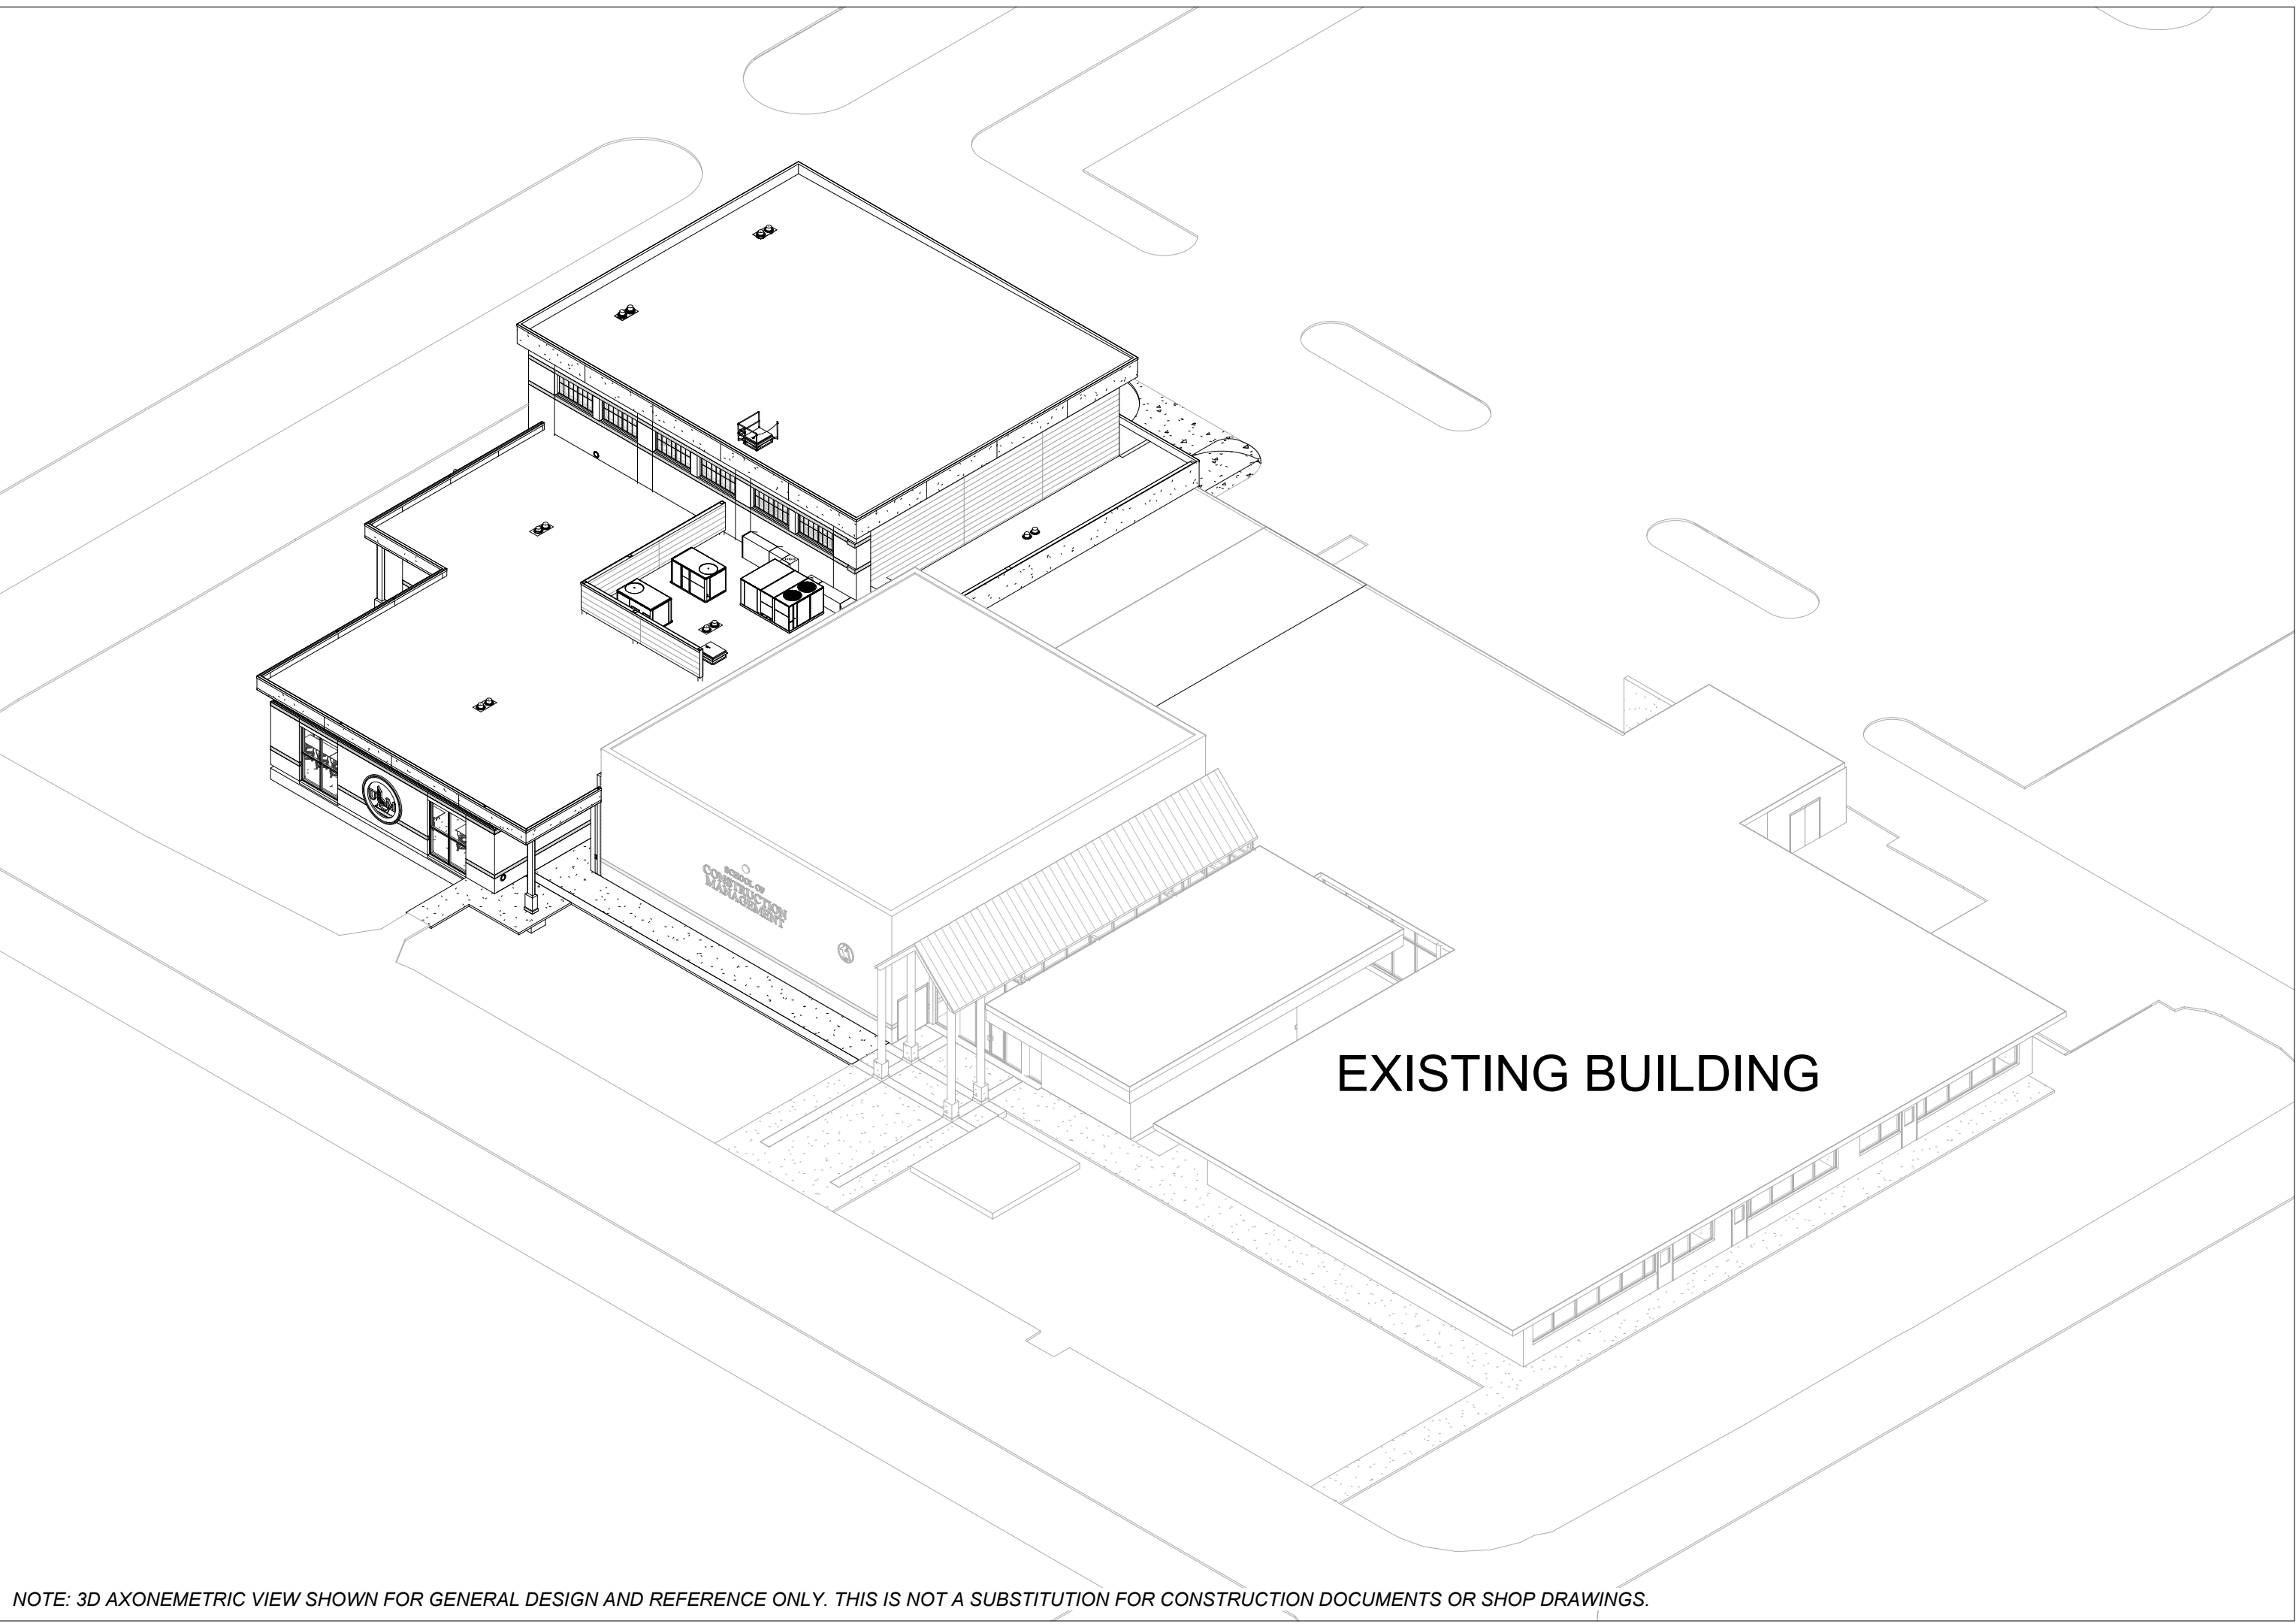 SCHOOL OF
CONSTRUCTION
MANAGEMENT
ULM
EXISTING BUILDING
NOTE: 3D AXONEMETRIC VIEW SHOWN FOR GENERAL DESIGN AND REFERENCE ONLY. THIS IS NOT A SUBSTITUTION FOR CONSTRUCTION DOCUMENTS OR SHOP DRAWINGS.